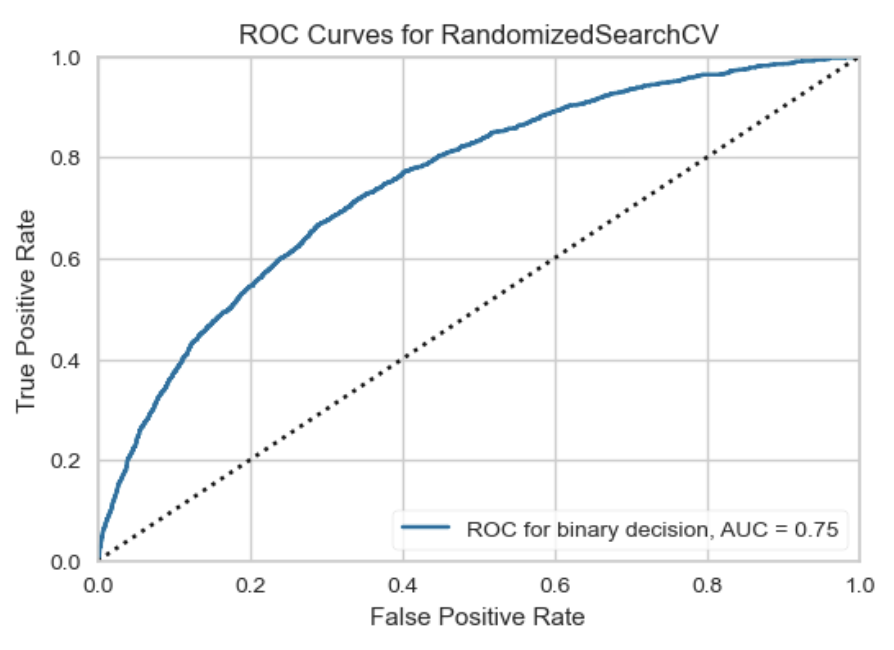 ROC Curves for RandomizedSearchCV
1.0
0.8
0.6
0.4
0.2
0.0
True Positive Rate
ROC for binary decision, AUC = 0.75
0.0 0.2 0.4 0.6 0.8 1.0
False Positive Rate